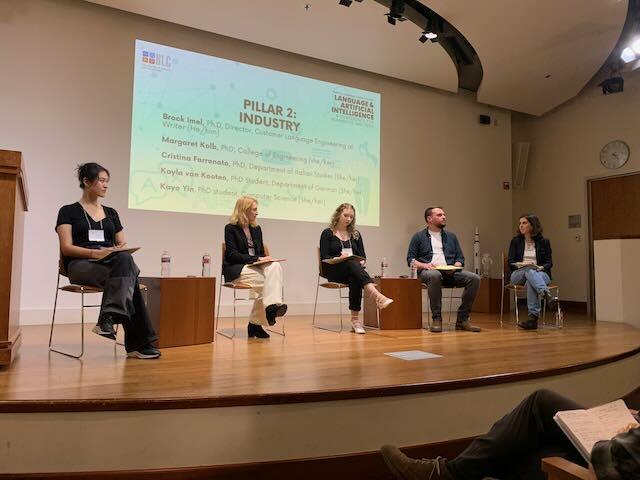 BLC
LANGUAGE &
ARTIFICIAL
INTELLIGENCE
PILLAR 2:
INDUSTRY
Brock Imel, PhD, Director, Customer Language Engineering at
Writer (He/him)
Margaret Kolb, PhD; College of Engineering (she/her)
Cristina Farronato, PhD, Department of Italian Studies (She/her)
Kayla van Kooten, PhD Student, Department of German (She/her)
Kayo Yin, PhD student, Computer Science (She/her)